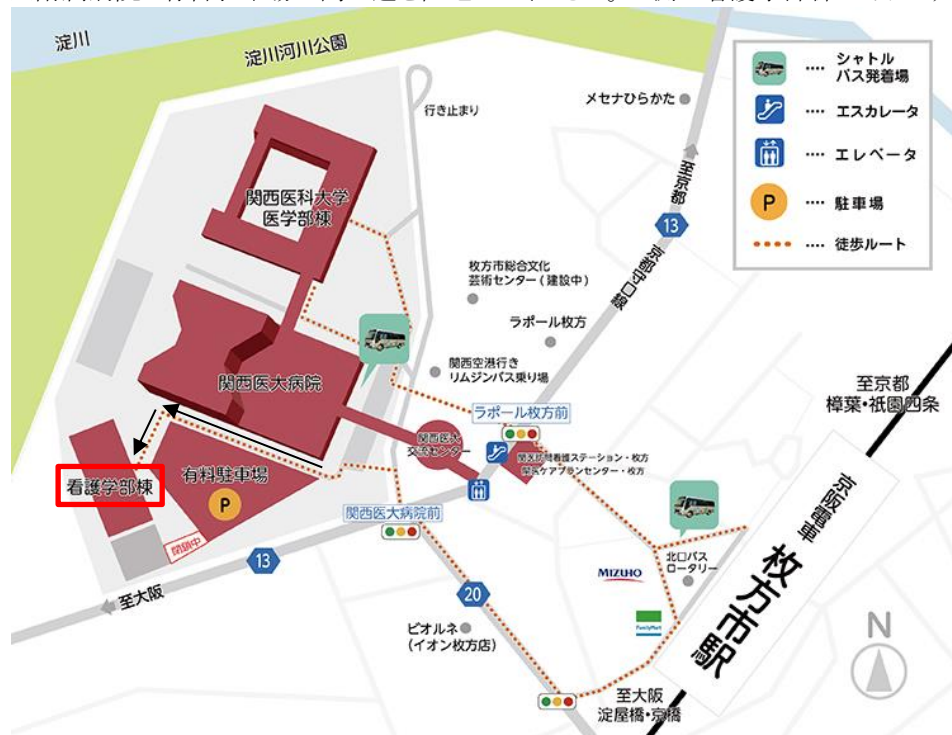 淀川
淀川河川公園
行き止まり
メセナひらかた
シャトル
バス発着場
エスカレータ
エレベータ
P
駐車場
徒歩ルート
至京都
13
京都守口線
関西医科大学
医学部棟
枚方市総合文化
芸術センター(建設中)
ラポール枚方
関西空港行き
リムジンバス乗り場
関西医大病院
ラポール枚方前
関西医大
交流センター
関医訪問看護ステーション・枚方
関医ケアプランセンター・枚方
至京都
樟葉・祇園四条
京阪電車
枚方市駅
看護学部棟
有料駐車場
P
閉鎖中
関西医大病院前
13
至大阪
20
北口バス
ロータリー
MIZUHO
FamilyMart
ビオルネ
(イオン枚方店)
至大阪
淀屋橋・京橋
N